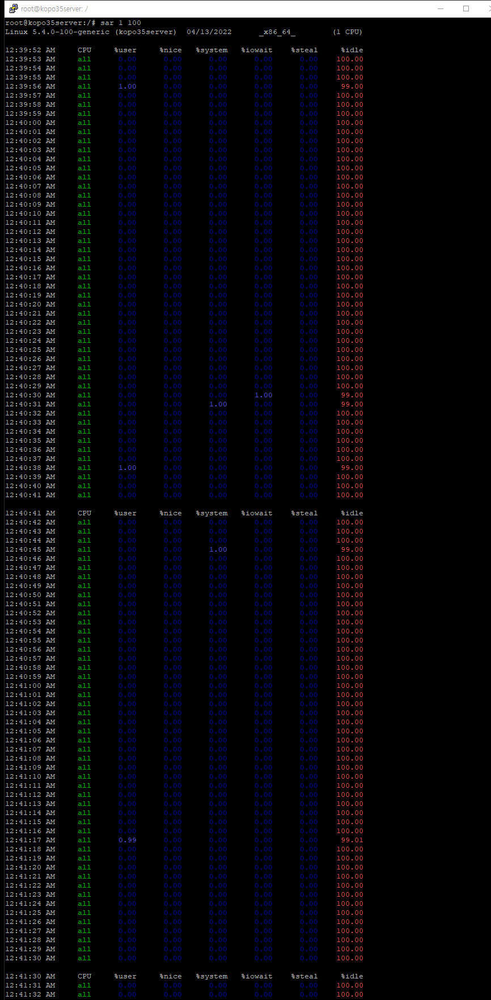 root@kopo35server: /
root@kopo35server:/# sar 1 100
Linux 5.4.0-100-generic (kopo35server) 04/13/2022 _x86_64_ (1 CPU)
12:39:52 AM CPU %user %nice %system %iowait %steal %idle
12:39:53 AM all 0.00 0.00 0.00 0.00 0.00 100.00
12:39:54 AM all 0.00 0.00 0.00 0.00 0.00 100.00
12:39:55 AM all 0.00 0.00 0.00 0.00 0.00 100.00
12:39:56 AM all 1.00 0.00 0.00 0.00 0.00 99.00
12:39:57 AM all 0.00 0.00 0.00 0.00 0.00 100.00
12:39:58 AM all 0.00 0.00 0.00 0.00 0.00 100.00
12:39:59 AM all 0.00 0.00 0.00 0.00 0.00 100.00
12:40:00 AM all 0.00 0.00 0.00 0.00 0.00 100.00
12:40:01 AM all 0.00 0.00 0.00 0.00 0.00 100.00
12:40:02 AM all 0.00 0.00 0.00 0.00 0.00 100.00
12:40:03 AM all 0.00 0.00 0.00 0.00 0.00 100.00
12:40:04 AM all 0.00 0.00 0.00 0.00 0.00 100.00
12:40:05 AM all 0.00 0.00 0.00 0.00 0.00 100.00
12:40:06 AM all 0.00 0.00 0.00 0.00 0.00 100.00
12:40:07 AM all 0.00 0.00 0.00 0.00 0.00 100.00
12:40:08 AM all 0.00 0.00 0.00 0.00 0.00 100.00
12:40:09 AM all 0.00 0.00 0.00 0.00 0.00 100.00
12:40:10 AM all 0.00 0.00 0.00 0.00 0.00 100.00
12:40:11 AM all 0.00 0.00 0.00 0.00 0.00 100.00
12:40:12 AM all 0.00 0.00 0.00 0.00 0.00 100.00
12:40:13 AM all 0.00 0.00 0.00 0.00 0.00 100.00
12:40:14 AM all 0.00 0.00 0.00 0.00 0.00 100.00
12:40:15 AM all 0.00 0.00 0.00 0.00 0.00 100.00
12:40:16 AM all 0.00 0.00 0.00 0.00 0.00 100.00
12:40:17 AM all 0.00 0.00 0.00 0.00 0.00 100.00
12:40:18 AM all 0.00 0.00 0.00 0.00 0.00 100.00
12:40:19 AM all 0.00 0.00 0.00 0.00 0.00 100.00
12:40:20 AM all 0.00 0.00 0.00 0.00 0.00 100.00
12:40:21 AM all 0.00 0.00 0.00 0.00 0.00 100.00
12:40:22 AM all 0.00 0.00 0.00 0.00 0.00 100.00
12:40:23 AM all 0.00 0.00 0.00 0.00 0.00 100.00
12:40:24 AM all 0.00 0.00 0.00 0.00 0.00 100.00
12:40:25 AM all 0.00 0.00 0.00 0.00 0.00 100.00
12:40:26 AM all 0.00 0.00 0.00 0.00 0.00 100.00
12:40:27 AM all 0.00 0.00 0.00 0.00 0.00 100.00
12:40:28 AM all 0.00 0.00 0.00 0.00 0.00 100.00
12:40:29 AM all 0.00 0.00 0.00 0.00 0.00 100.00
12:40:30 AM all 0.00 0.00 0.00 1.00 0.00 99.00
12:40:31 AM all 0.00 0.00 1.00 0.00 0.00 99.00
12:40:32 AM all 0.00 0.00 0.00 0.00 0.00 100.00
12:40:33 AM all 0.00 0.00 0.00 0.00 0.00 100.00
12:40:34 AM all 0.00 0.00 0.00 0.00 0.00 100.00
12:40:35 AM all 0.00 0.00 0.00 0.00 0.00 100.00
12:40:36 AM all 0.00 0.00 0.00 0.00 0.00 100.00
12:40:37 AM all 0.00 0.00 0.00 0.00 0.00 100.00
12:40:38 AM all 1.00 0.00 0.00 0.00 0.00 99.00
12:40:39 AM all 0.00 0.00 0.00 0.00 0.00 100.00
12:40:40 AM all 0.00 0.00 0.00 0.00 0.00 100.00
12:40:41 AM all 0.00 0.00 0.00 0.00 0.00 100.00
12:40:41 AM CPU %user %nice %system %iowait %steal %idle
12:40:42 AM all 0.00 0.00 0.00 0.00 0.00 100.00
12:40:43 AM all 0.00 0.00 0.00 0.00 0.00 100.00
12:40:44 AM all 0.00 0.00 0.00 0.00 0.00 100.00
12:40:45 AM all 0.00 0.00 1.00 0.00 0.00 99.00
12:40:46 AM all 0.00 0.00 0.00 0.00 0.00 100.00
12:40:47 AM all 0.00 0.00 0.00 0.00 0.00 100.00
12:40:48 AM all 0.00 0.00 0.00 0.00 0.00 100.00
12:40:49 AM all 0.00 0.00 0.00 0.00 0.00 100.00
12:40:50 AM all 0.00 0.00 0.00 0.00 0.00 100.00
12:40:51 AM all 0.00 0.00 0.00 0.00 0.00 100.00
12:40:52 AM all 0.00 0.00 0.00 0.00 0.00 100.00
12:40:53 AM all 0.00 0.00 0.00 0.00 0.00 100.00
12:40:54 AM all 0.00 0.00 0.00 0.00 0.00 100.00
12:40:55 AM all 0.00 0.00 0.00 0.00 0.00 100.00
12:40:56 AM all 0.00 0.00 0.00 0.00 0.00 100.00
12:40:57 AM all 0.00 0.00 0.00 0.00 0.00 100.00
12:40:58 AM all 0.00 0.00 0.00 0.00 0.00 100.00
12:40:59 AM all 0.00 0.00 0.00 0.00 0.00 100.00
12:41:00 AM all 0.00 0.00 0.00 0.00 0.00 100.00
12:41:01 AM all 0.00 0.00 0.00 0.00 0.00 100.00
12:41:02 AM all 0.00 0.00 0.00 0.00 0.00 100.00
12:41:03 AM all 0.00 0.00 0.00 0.00 0.00 100.00
12:41:04 AM all 0.00 0.00 0.00 0.00 0.00 100.00
12:41:05 AM all 0.00 0.00 0.00 0.00 0.00 100.00
12:41:06 AM all 0.00 0.00 0.00 0.00 0.00 100.00
12:41:07 AM all 0.00 0.00 0.00 0.00 0.00 100.00
12:41:08 AM all 0.00 0.00 0.00 0.00 0.00 100.00
12:41:09 AM all 0.00 0.00 0.00 0.00 0.00 100.00
12:41:10 AM all 0.00 0.00 0.00 0.00 0.00 100.00
12:41:11 AM all 0.00 0.00 0.00 0.00 0.00 100.00
12:41:12 AM all 0.00 0.00 0.00 0.00 0.00 100.00
12:41:13 AM all 0.00 0.00 0.00 0.00 0.00 100.00
12:41:14 AM all 0.00 0.00 0.00 0.00 0.00 100.00
12:41:15 AM all 0.00 0.00 0.00 0.00 0.00 100.00
12:41:16 AM all 0.00 0.00 0.00 0.00 0.00 100.00
12:41:17 AM all 0.99 0.00 0.00 0.00 0.00 99.01
12:41:18 AM all 0.00 0.00 0.00 0.00 0.00 100.00
12:41:19 AM all 0.00 0.00 0.00 0.00 0.00 100.00
12:41:20 AM all 0.00 0.00 0.00 0.00 0.00 100.00
12:41:21 AM all 0.00 0.00 0.00 0.00 0.00 100.00
12:41:22 AM all 0.00 0.00 0.00 0.00 0.00 100.00
12:41:23 AM all 0.00 0.00 0.00 0.00 0.00 100.00
12:41:24 AM all 0.00 0.00 0.00 0.00 0.00 100.00
12:41:25 AM all 0.00 0.00 0.00 0.00 0.00 100.00
12:41:26 AM all 0.00 0.00 0.00 0.00 0.00 100.00
12:41:27 AM all 0.00 0.00 0.00 0.00 0.00 100.00
12:41:28 AM all 0.00 0.00 0.00 0.00 0.00 100.00
12:41:29 AM all 0.00 0.00 0.00 0.00 0.00 100.00
12:41:30 AM all 0.00 0.00 0.00 0.00 0.00 100.00
12:41:30 AM CPU %user %nice %system %iowait %steal %idle
12:41:31 AM all 0.00 0.00 0.00 0.00 0.00 100.00
12:41:32 AM all 0.00 0.00 0.00 0.00 0.00 100.00